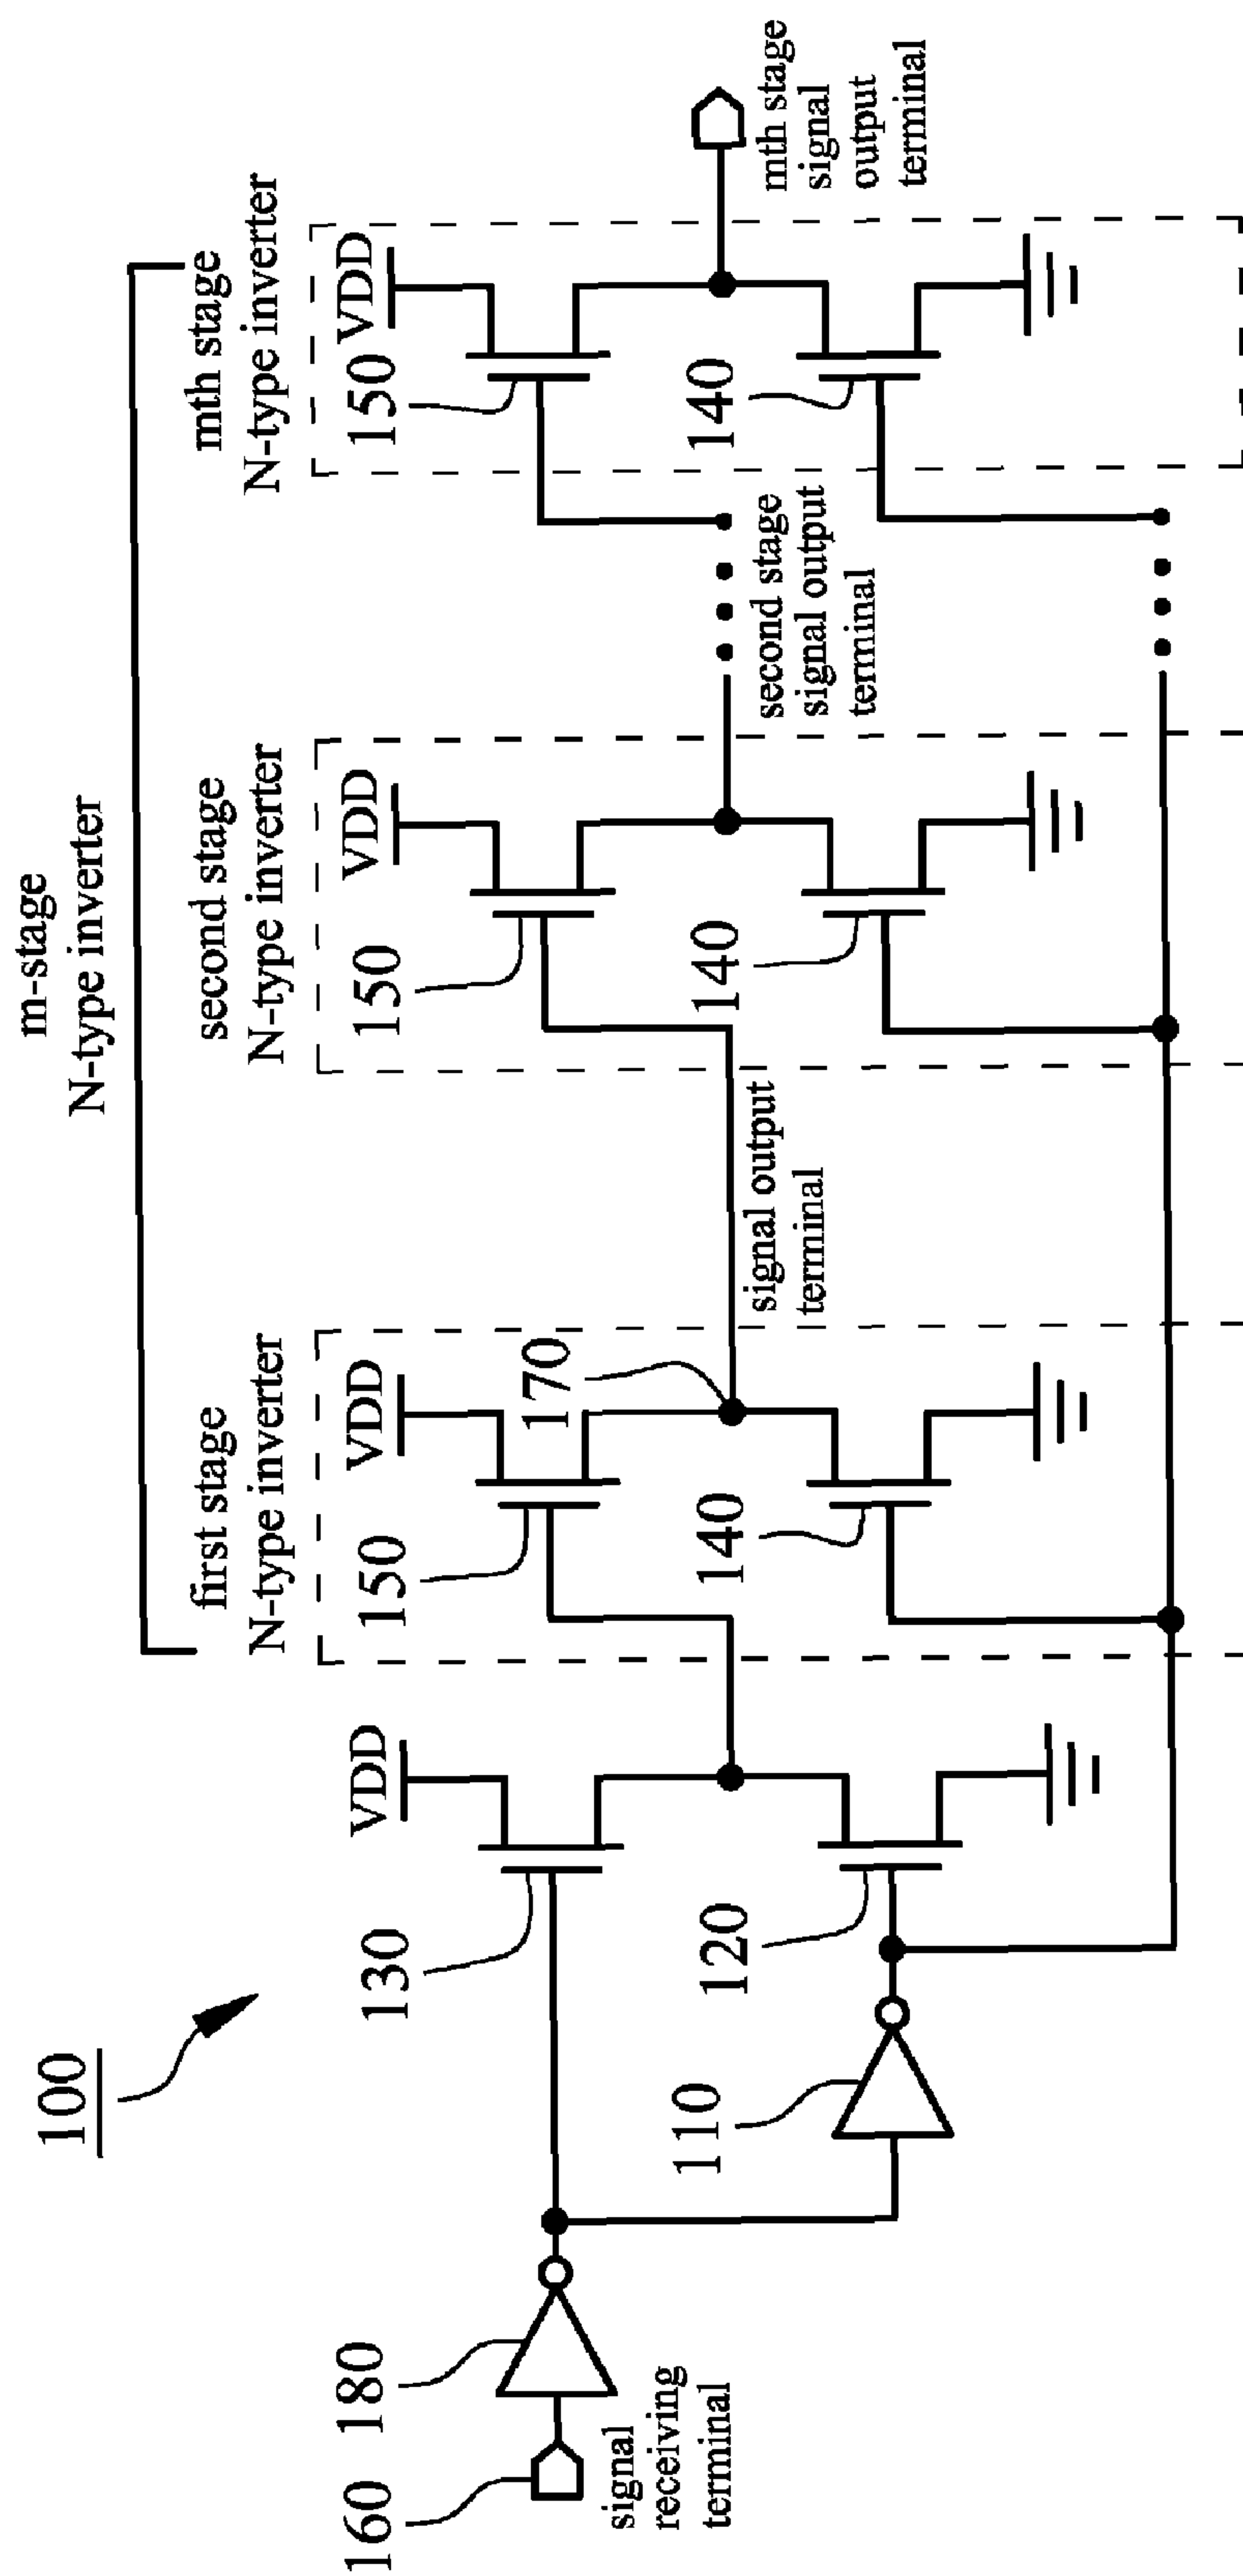 100
m-stage
N-type inverter
first stage
N-type inverter
second stage
N-type inverter
mth stage
N-type inverter
VDD
VDD
VDD
VDD
130
150
150
150
160
180
110
120
140
140
140
170
signal
receiving
terminal
signal output
terminal
second stage
signal output
terminal
mth stage
signal
output
terminal